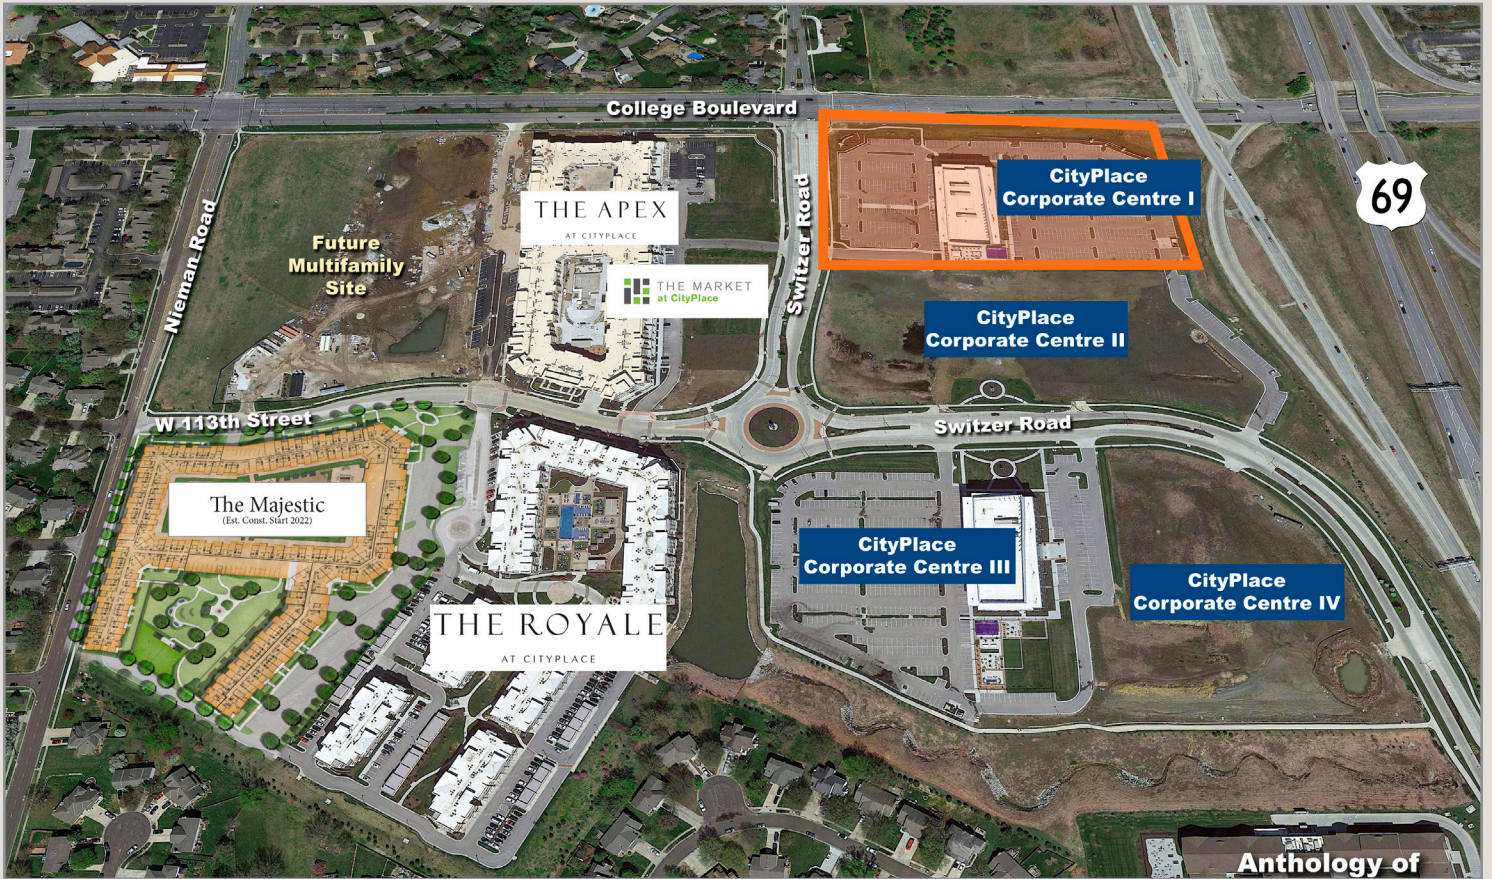 College Boulevard
CityPlace
Corporate Centre I
69
THE APEX
AT CITYPLACE
Nieman Road
Switzer Road
Future
Multifamily
Site
THE MARKET
at CityPlace
CityPlace
Corporate Centre II
W 113th Street
Switzer Road
The Majestic
(Est. Const. Start 2022)
CityPlace
Corporate Centre III
CityPlace
Corporate Centre IV
THE ROYALE
AT CITYPLACE
Anthology of